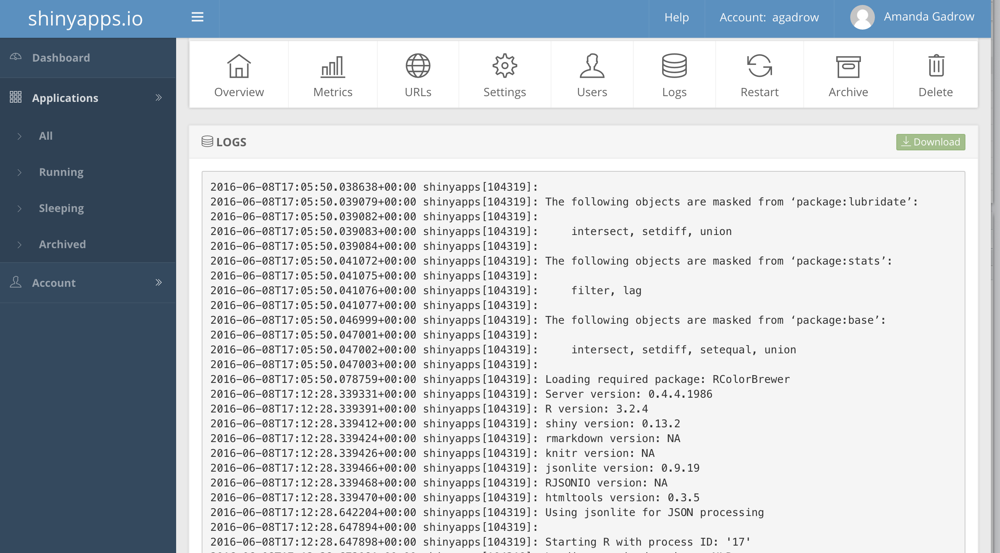 shinyapps.io
Help
Account: agadrow
Amanda Gadrow
Dashboard
Applications
All
Running
Sleeping
Archived
Account
Overview
Metrics
URLs
Settings
Users
Logs
Restart
Archive
Delete
LOGS
Download
2016-06-08T17:05:50.038638+00:00 shinyapps[104319]:
2016-06-08T17:05:50.039079+00:00 shinyapps[104319]: The following objects are masked from ‘package:lubridate’:
2016-06-08T17:05:50.039082+00:00 shinyapps[104319]:
2016-06-08T17:05:50.039083+00:00 shinyapps[104319]:     intersect, setdiff, union
2016-06-08T17:05:50.039084+00:00 shinyapps[104319]:
2016-06-08T17:05:50.041072+00:00 shinyapps[104319]: The following objects are masked from ‘package:stats’:
2016-06-08T17:05:50.041075+00:00 shinyapps[104319]:
2016-06-08T17:05:50.041076+00:00 shinyapps[104319]:     filter, lag
2016-06-08T17:05:50.041077+00:00 shinyapps[104319]:
2016-06-08T17:05:50.046999+00:00 shinyapps[104319]: The following objects are masked from ‘package:base’:
2016-06-08T17:05:50.047001+00:00 shinyapps[104319]:
2016-06-08T17:05:50.047002+00:00 shinyapps[104319]:     intersect, setdiff, setequal, union
2016-06-08T17:05:50.047003+00:00 shinyapps[104319]:
2016-06-08T17:05:50.078759+00:00 shinyapps[104319]: Loading required package: RColorBrewer
2016-06-08T17:12:28.339331+00:00 shinyapps[104319]: Server version: 0.4.4.1986
2016-06-08T17:12:28.339391+00:00 shinyapps[104319]: R version: 3.2.4
2016-06-08T17:12:28.339412+00:00 shinyapps[104319]: shiny version: 0.13.2
2016-06-08T17:12:28.339424+00:00 shinyapps[104319]: rmarkdown version: NA
2016-06-08T17:12:28.339426+00:00 shinyapps[104319]: knitr version: NA
2016-06-08T17:12:28.339466+00:00 shinyapps[104319]: jsonlite version: 0.9.19
2016-06-08T17:12:28.339468+00:00 shinyapps[104319]: RJSONIO version: NA
2016-06-08T17:12:28.339470+00:00 shinyapps[104319]: htmltools version: 0.3.5
2016-06-08T17:12:28.642204+00:00 shinyapps[104319]: Using jsonlite for JSON processing
2016-06-08T17:12:28.647894+00:00 shinyapps[104319]:
2016-06-08T17:12:28.647898+00:00 shinyapps[104319]: Starting R with process ID: '17'